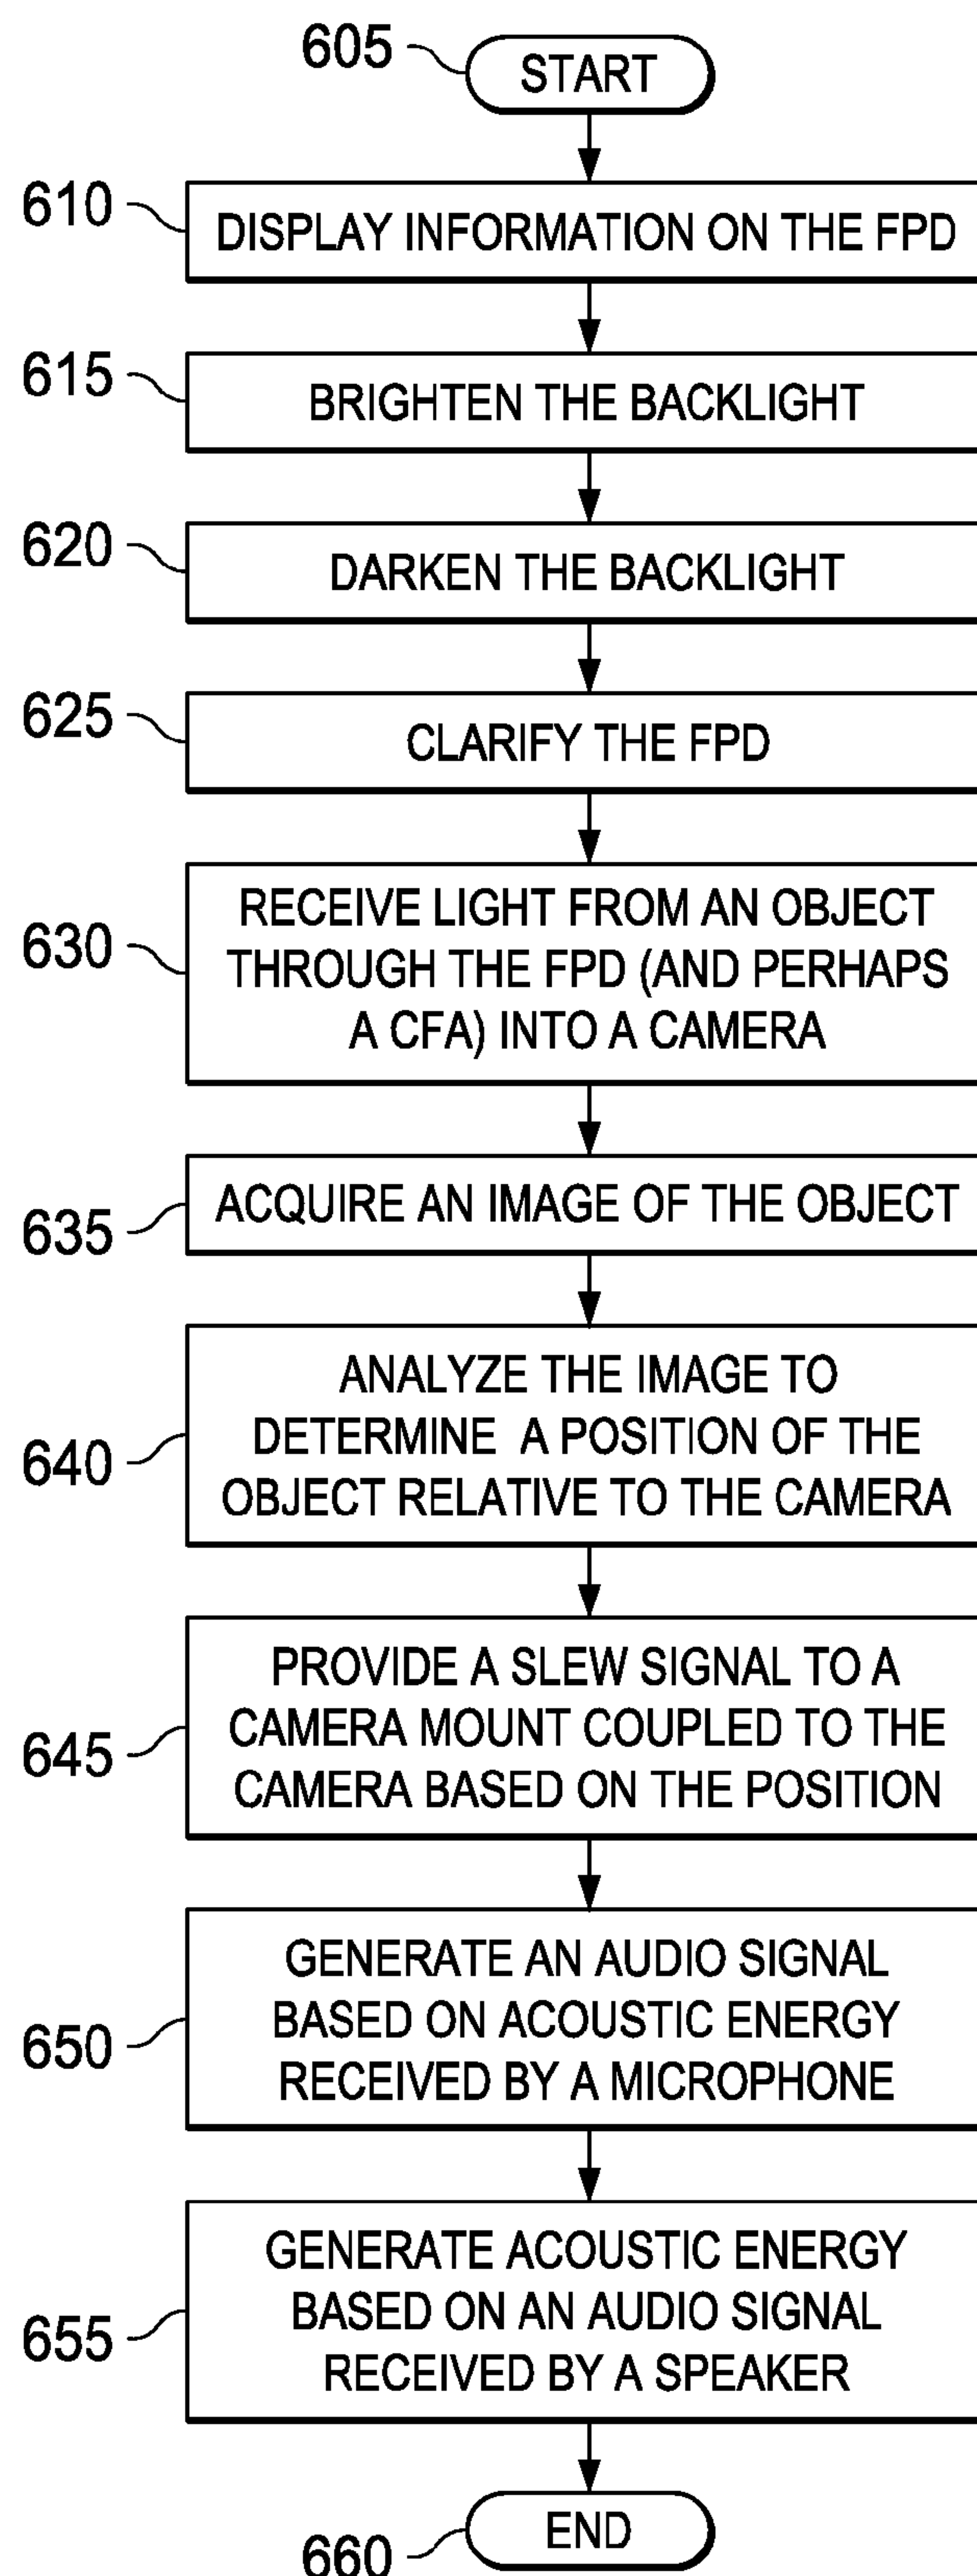 605
START
610
DISPLAY INFORMATION ON THE FPD
615
BRIGHTEN THE BACKLIGHT
620
DARKEN THE BACKLIGHT
625
CLARIFY THE FPD
630
RECEIVE LIGHT FROM AN OBJECT
THROUGH THE FPD (AND PERHAPS
A CFA) INTO A CAMERA
635
ACQUIRE AN IMAGE OF THE OBJECT
640
ANALYZE THE IMAGE TO
DETERMINE A POSITION OF THE
OBJECT RELATIVE TO THE CAMERA
645
PROVIDE A SLEW SIGNAL TO A
CAMERA MOUNT COUPLED TO THE
CAMERA BASED ON THE POSITION
650
GENERATE AN AUDIO SIGNAL
BASED ON ACOUSTIC ENERGY
RECEIVED BY A MICROPHONE
655
GENERATE ACOUSTIC ENERGY
BASED ON AN AUDIO SIGNAL
RECEIVED BY A SPEAKER
660
END